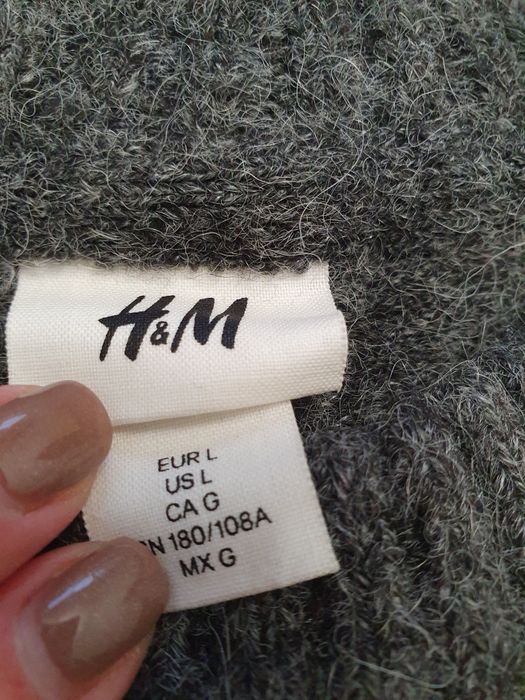 H&M
EUR L
US L
CA G
N 180/108A
MX G